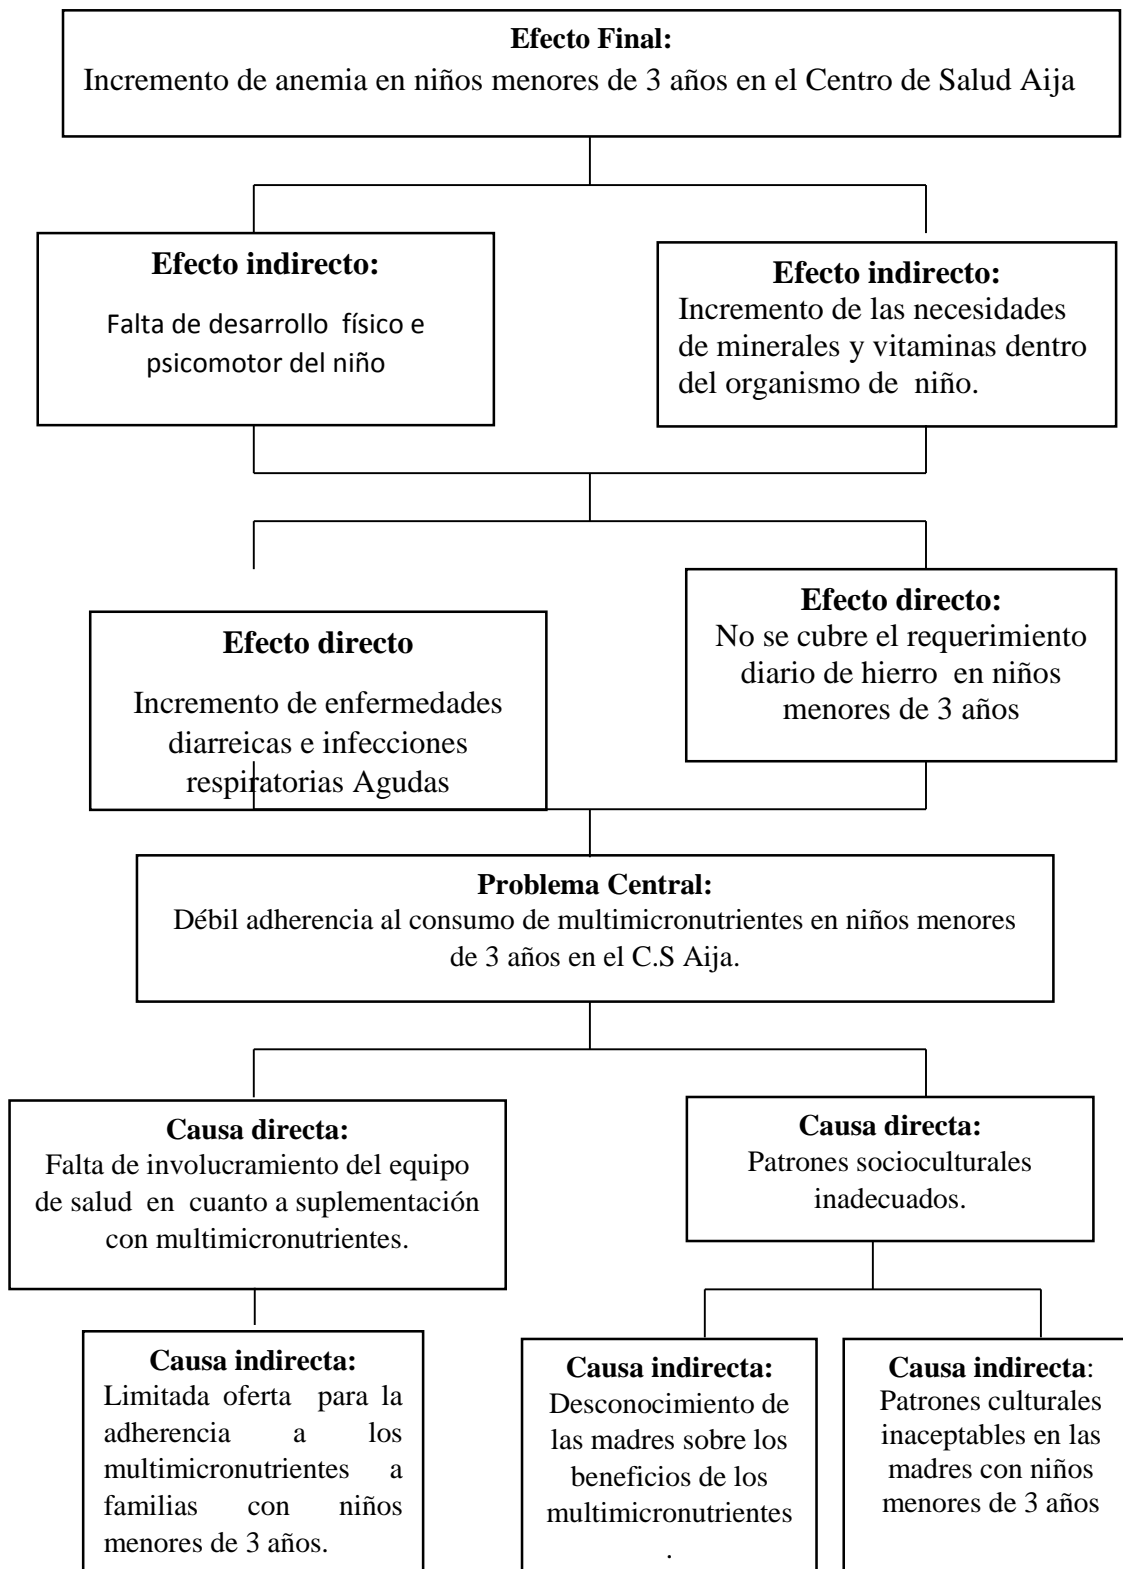 Efecto Final:
Incremento de anemia en niños menores de 3 años en el Centro de Salud Aija
Efecto indirecto:
Falta de desarrollo físico e
psicomotor del niño
Efecto indirecto:
Incremento de las necesidades
de minerales y vitaminas dentro
del organismo de niño.
Efecto directo
Incremento de enfermedades
diarreicas e infecciones
respiratorias Agudas
Efecto directo:
No se cubre el requerimiento
diario de hierro en niños
menores de 3 años
Problema Central:
Débil adherencia al consumo de multimicronutrientes en niños menores
de 3 años en el C.S Aija.
Causa directa:
Falta de involucramiento del equipo
de salud en cuanto a suplementación
con multimicronutrientes.
Causa directa:
Patrones socioculturales
inadecuados.
Causa indirecta:
Limitada oferta para la
adherencia a los
multimicronutrientes a
familias con niños
menores de 3 años.
Causa indirecta:
Desconocimiento de
las madres sobre los
beneficios de los
multimicronutrientes
.
Causa indirecta:
Patrones culturales
inaceptables en las
madres con niños
menores de 3 años